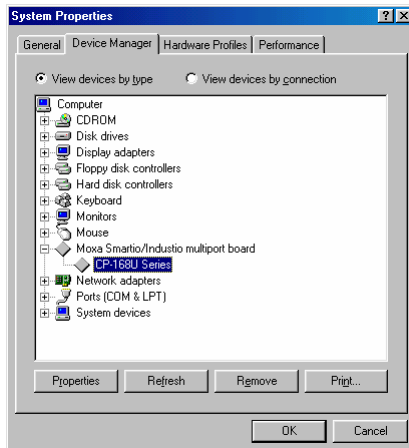 System Properties
General Device Manager Hardware Profiles Performance
View devices by type View devices by connection
Computer
CDROM
Disk drives
Display adapters
Floppy disk controllers
Hard disk controllers
Keyboard
Monitors
Mouse
Moxa Smartio/Industio multiport board
CP-168U Series
Network adapters
Ports (COM & LPT)
System devices
Properties Refresh Remove Print...
OK Cancel